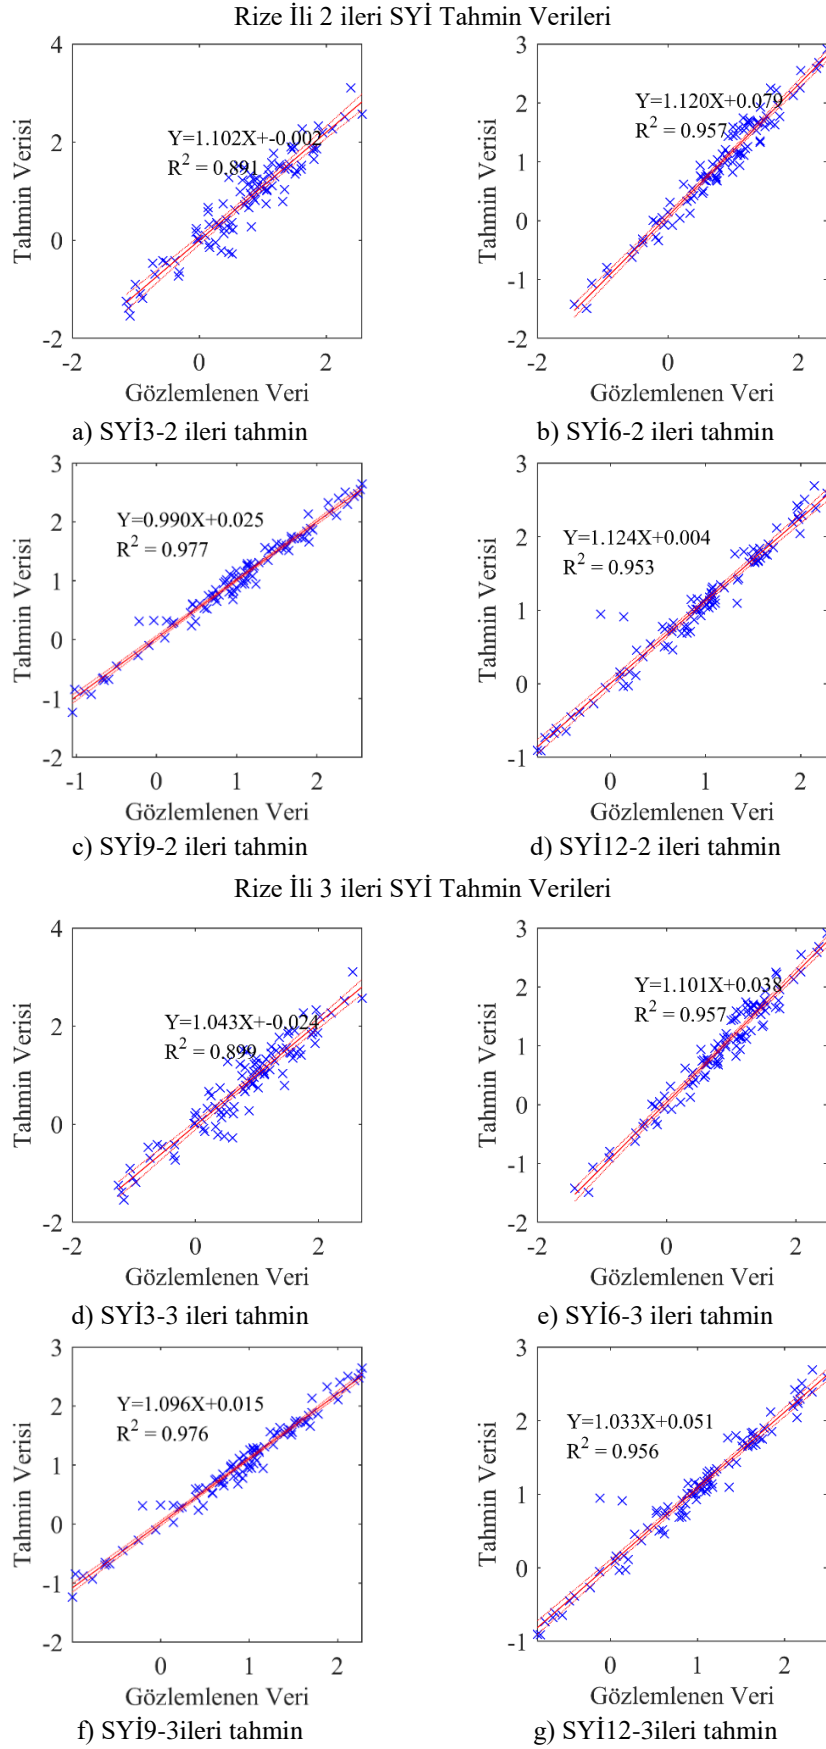 Rize İli 2 ileri SYİ Tahmin Verileri
4
2
0
-2
-2 0 2
Tahmin Verisi
Y=1.102X+-0.002
R² = 0.891
Gözlemlenen Veri
a) SYİ3-2 ileri tahmin
3
2
1
0
-1
-2
-2 0 2
Tahmin Verisi
Y=1.120X+0.079
R² = 0.957
Gözlemlenen Veri
b) SYİ6-2 ileri tahmin
3
2
1
0
-1
-2
-1 0 1 2
Tahmin Verisi
Y=0.990X+0.025
R² = 0.977
Gözlemlenen Veri
c) SYİ9-2 ileri tahmin
3
2
1
0
-1
0 1 2
Tahmin Verisi
Y=1.124X+0.004
R² = 0.953
Gözlemlenen Veri
d) SYİ12-2 ileri tahmin
Rize İli 3 ileri SYİ Tahmin Verileri
4
2
0
-2
-2 0 2
Tahmin Verisi
Y=1.043X+-0.024
R² = 0.899
Gözlemlenen Veri
d) SYİ3-3 ileri tahmin
3
2
1
0
-1
-2
-2 0 2
Tahmin Verisi
Y=1.101X+0.038
R² = 0.957
Gözlemlenen Veri
e) SYİ6-3 ileri tahmin
3
2
1
0
-1
-2
0 1 2
Tahmin Verisi
Y=1.096X+0.015
R² = 0.976
Gözlemlenen Veri
f) SYİ9-3ileri tahmin
3
2
1
0
-1
0 1 2
Tahmin Verisi
Y=1.033X+0.051
R² = 0.956
Gözlemlenen Veri
g) SYİ12-3ileri tahmin